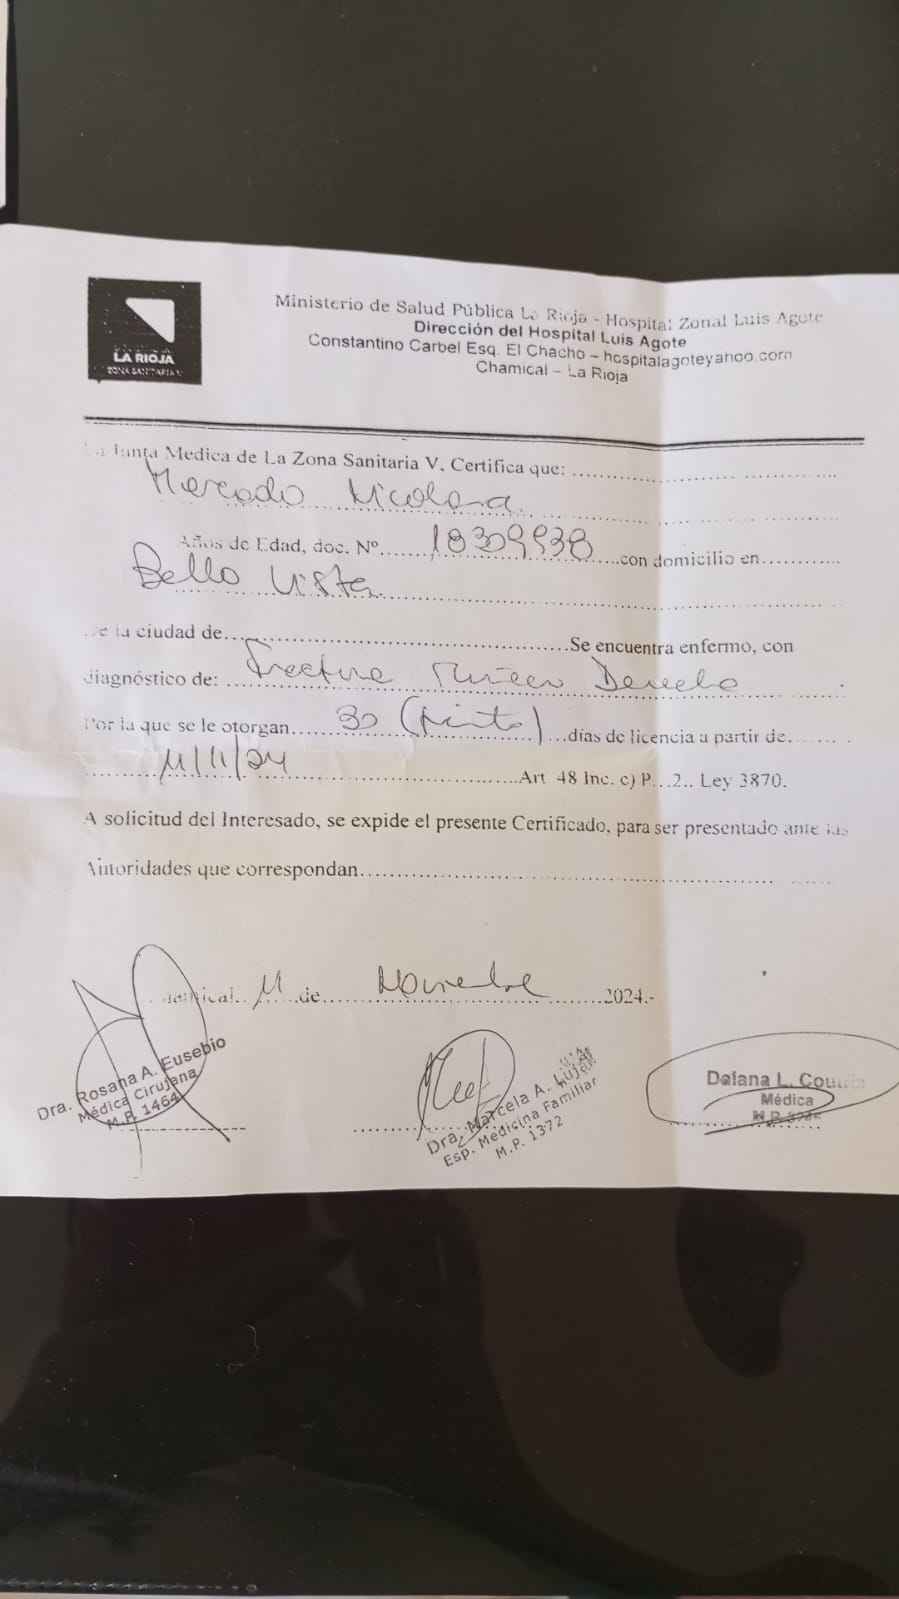 LA RIOJA
ZONA SANITARIA V
Ministerio de Salud Pública La Rioja - Hospital Zonal Luis Agote
Dirección del Hospital Luis Agote
Constantino Carbel Esq. El Chacho – hospitalagoteyahoo.com
Chamical – La Rioja
La Junta Medica de La Zona Sanitaria V, Certifica que: ..............................
Mercado Nicolasa
Años de Edad, doc. Nº...... 18309938 ....con domicilio en............
Bella Vista
De la ciudad de............................................Se encuentra enfermo, con
diagnóstico de: Fractura Muñeca Derecha
Por la que se le otorgan.... 30 (treinta) ...días de licencia a partir de.......
11/11/24 ............Art 48 Inc. c) P...2.. Ley 3870.
A solicitud del Interesado, se expide el presente Certificado, para ser presentado ante las
Autoridades que correspondan............................................................
Chamical.. 11 ..de...... Noviembre ........2024.-
Dra. Rosana A. Eusebio
Médica Cirujana
M.P. 1464
Dra. Marcela A. Luján
Esp. Medicina Familiar
M.P. 1372
Daiana L.
Médica
M.P.